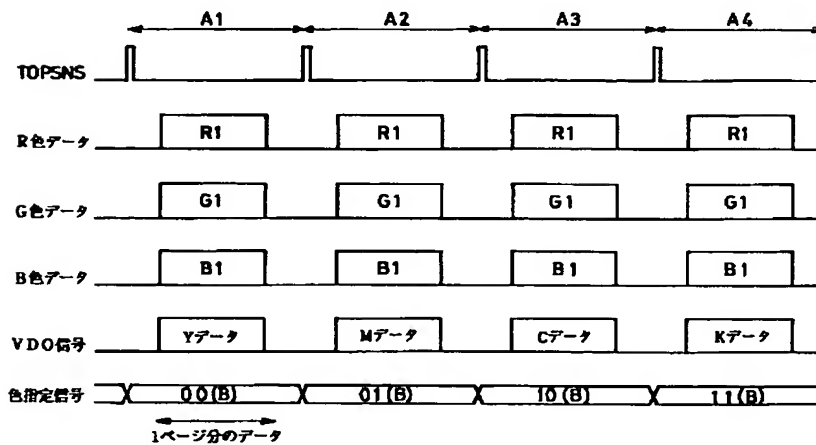 A1 A2 A3 A4
TOPSNS
R色データ R1 R1 R1 R1
G色データ G1 G1 G1 G1
B色データ B1 B1 B1 B1
VDO信号 Yデータ Mデータ Cデータ Kデータ
色指定信号 00(B) 01(B) 10(B) 11(B)
1ページ分のデータ